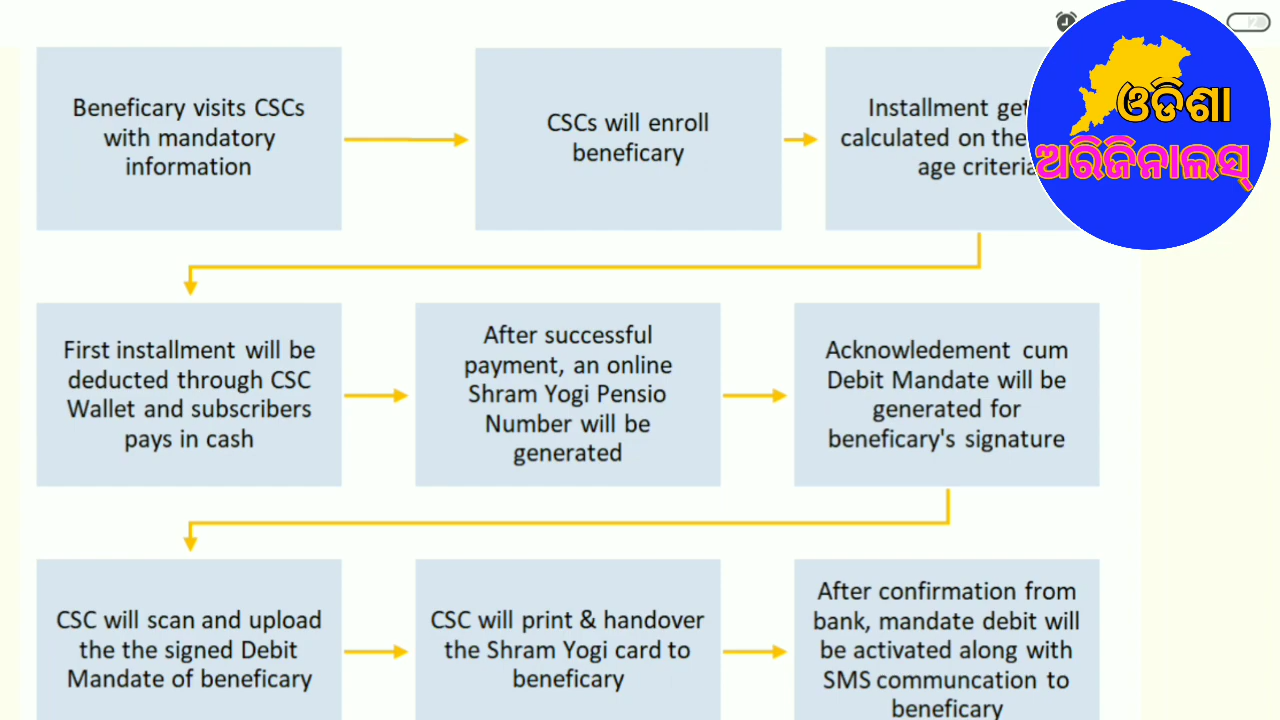 Beneficary visits CSCs
with mandatory
information
CSCs will enroll
beneficary
Installment get
calculated on the
age criteria
ଓଡିଶା
ଅରିଜିନାଲସ୍
First installment will be
deducted through CSC
Wallet and subscribers
pays in cash
After successful
payment, an online
Shram Yogi Pensio
Number will be
generated
Acknowledement cum
Debit Mandate will be
generated for
beneficary's signature
CSC will scan and upload
the the signed Debit
Mandate of beneficary
CSC will print & handover
the Shram Yogi card to
beneficary
After confirmation from
bank, mandate debit will
be activated along with
SMS communcation to
beneficary